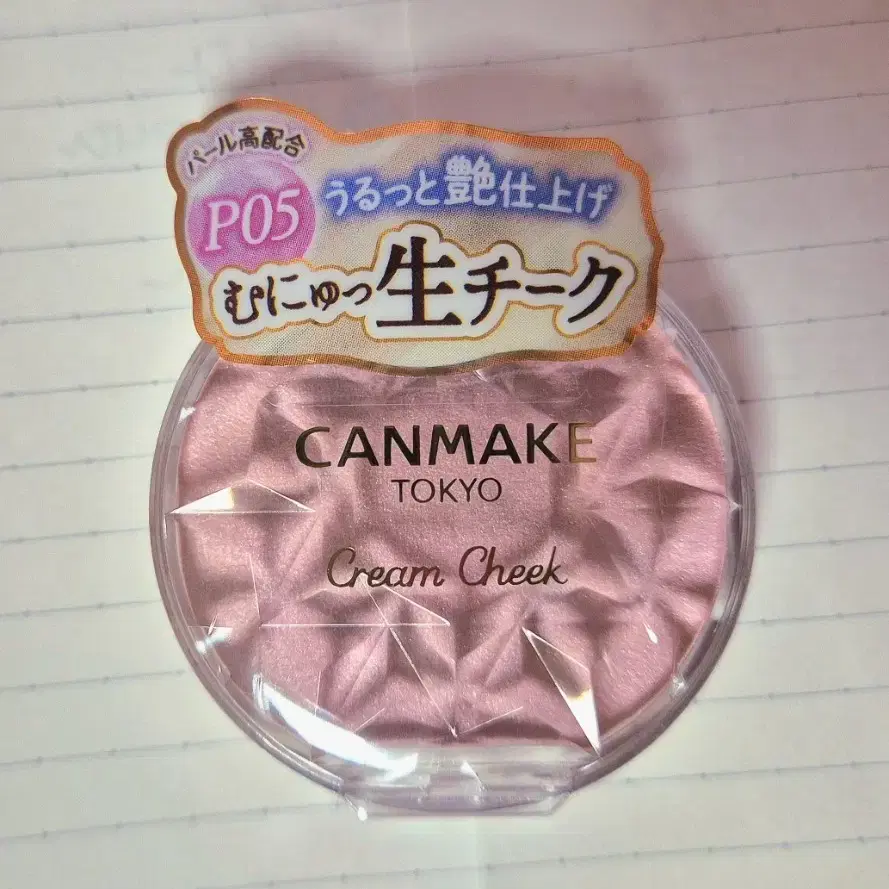 パール高配合
P05
うるっと艶仕上げ
むにゅっ生チーク
CANMAKE
TOKYO
Cream Cheek